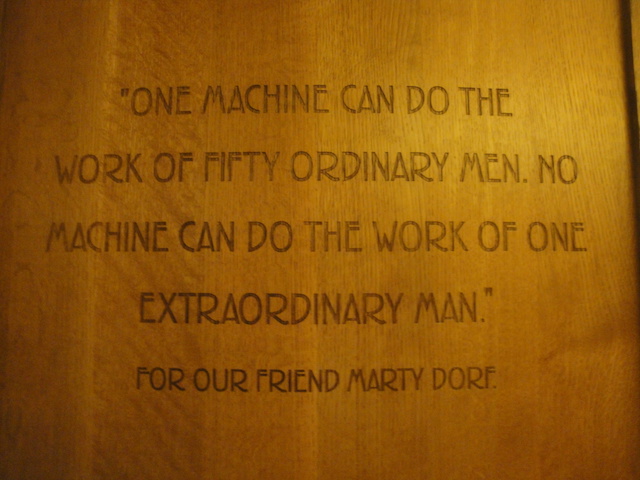 "ONE MACHINE CAN DO THE
WORK OF FIFTY ORDINARY MEN. NO
MACHINE CAN DO THE WORK OF ONE
EXTRAORDINARY MAN."
FOR OUR FRIEND MARTY DORF.